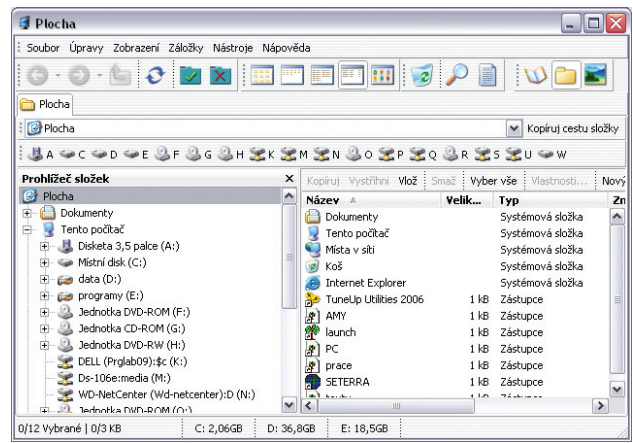 Plocha
Soubor Úpravy Zobrazení Záložky Nástroje Nápověda
Plocha
Plocha Kopíruj cestu složky
A C D E F G H K M N O P Q R S U W
Prohlížeč složek
Plocha
Dokumenty
Tento počítač
Disketa 3,5 palce (A:)
Místní disk (C:)
data (D:)
programy (E:)
Jednotka DVD-ROM (F:)
Jednotka CD-ROM (G:)
Jednotka DVD-RW (H:)
DELL (Prglab09):$c (K:)
Ds-106e:media (M:)
WD-NetCenter (Wd-netcenter):D (N:)
Jednotka DVD-ROM (O:)
Kopíruj Vystřihni Vlož Smaž Vyber vše Vlastnosti... Nový
Název Velik... Typ Zn
Dokumenty Systémová složka
Tento počítač Systémová složka
Místa v síti Systémová složka
Koš Systémová složka
Internet Explorer Systémová složka
TuneUp Utilities 2006 1 kB Zástupce
AMY 1 kB Zástupce
launch 1 kB Zástupce
PC 1 kB Zástupce
prace 1 kB Zástupce
SETERRA 1 kB Zástupce
1 kB Zástupce
0/12 Vybrané | 0/3 KB C: 2,06GB D: 36,8GB E: 18,5GB